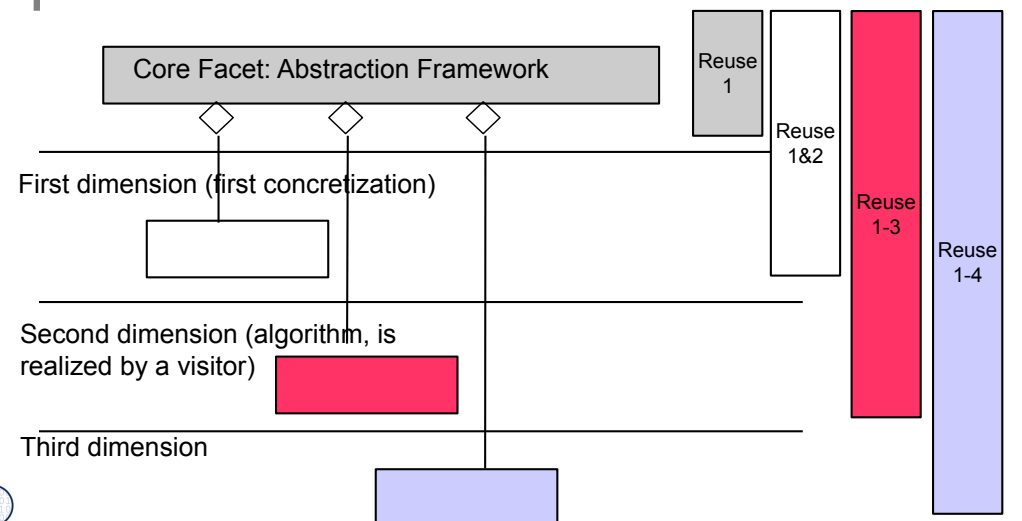 Core Facet: Abstraction Framework
Reuse
1
Reuse
1&2
Reuse
1-3
Reuse
1-4
First dimension (first concretization)
Second dimension (algorithm, is
realized by a visitor)
Third dimension